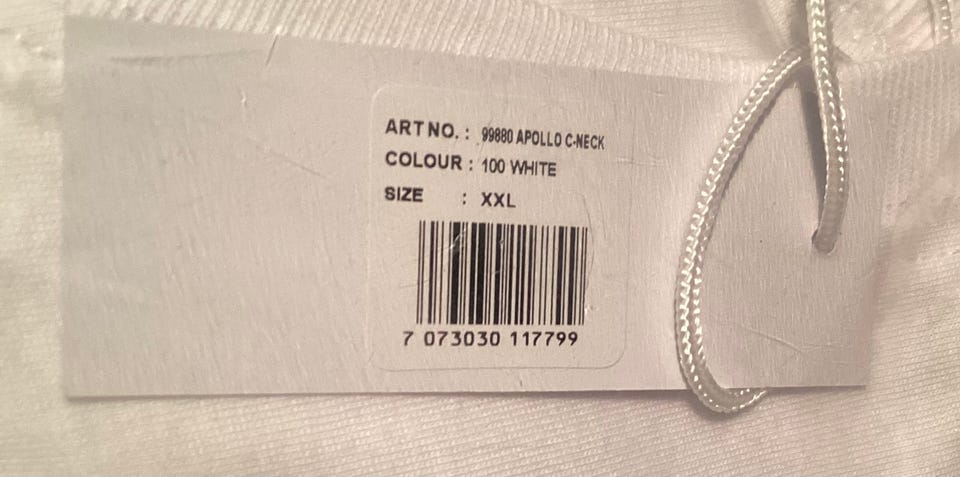 ART NO. : 99880 APOLLO C-NECK
COLOUR : 100 WHITE
SIZE : XXL
7 073030 117799